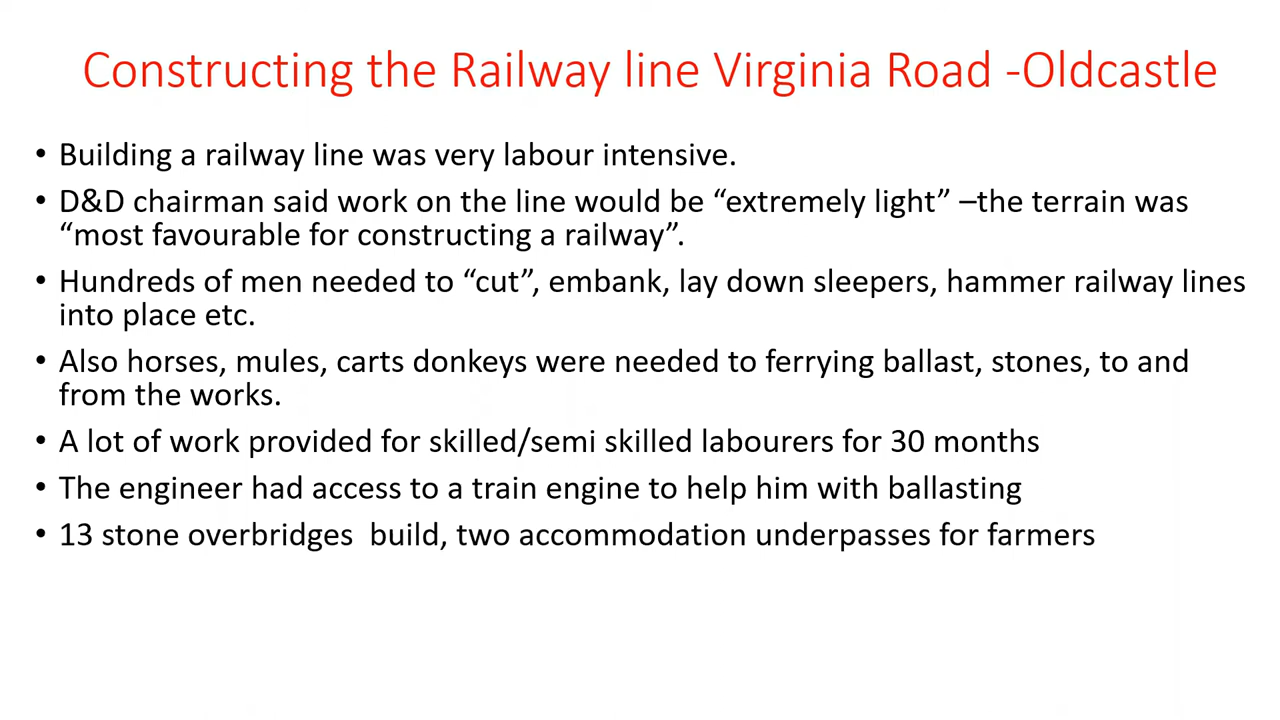 Constructing the Railway line Virginia Road -Oldcastle
• Building a railway line was very labour intensive.
• D&D chairman said work on the line would be “extremely light” –the terrain was
“most favourable for constructing a railway”.
• Hundreds of men needed to “cut”, embank, lay down sleepers, hammer railway lines
into place etc.
• Also horses, mules, carts donkeys were needed to ferrying ballast, stones, to and
from the works.
• A lot of work provided for skilled/semi skilled labourers for 30 months
• The engineer had access to a train engine to help him with ballasting
• 13 stone overbridges  build, two accommodation underpasses for farmers